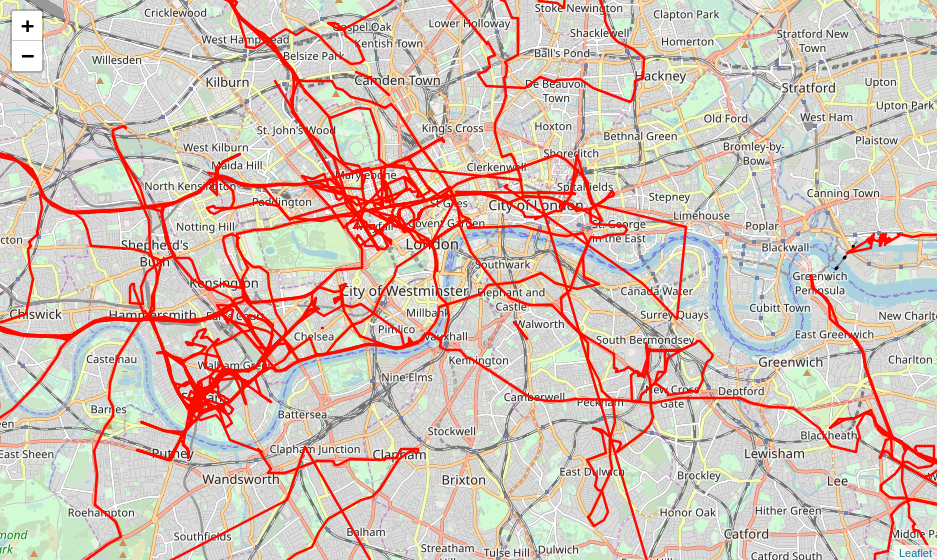 Cricklewood
Lower Holloway
Stoke Newington
Clapton Park
Gospel Oak
West Hampstead
Kentish Town
Shacklewell
Homerton
Stratford New
Town
+
−
Willesden
Belsize Park
Ball's Pond
Kilburn
Camden Town
De Beauvoir
Town
Hackney
Stratford
Upton
Upton Park
St. John's Wood
King's Cross
Hoxton
Bethnal Green
Old Ford
West Ham
Plaistow
West Kilburn
Maida Hill
Clerkenwell
Shoreditch
Bromley-by-
Bow
North Kensington
Marylebone
Spitalfields
Canning Town
Paddington
St Giles
City of London
Stepney
Notting Hill
Mayfair
Covent Garden
St. George
in the East
Limehouse
Poplar
cton
Shepherd's
Bush
London
Blackwall
Southwark
Kensington
City of Westminster
Elephant and
Castle
Canada Water
Greenwich
Peninsula
Chiswick
Hammersmith
Earl's Court
Millbank
Surrey Quays
Cubitt Town
New Charlto
Chelsea
Pimlico
Vauxhall
Walworth
South Bermondsey
East Greenwich
Castelnau
Walham Green
Kennington
Greenwich
Charlton
Nine Elms
Fulham
Camberwell
Peckham
New Cross
Gate
Deptford
Barnes
Battersea
Stockwell
Blackheath
East Sheen
Putney
Clapham Junction
Clapham
Lewisham
Wandsworth
Brixton
East Dulwich
Brockley
Lee
Roehampton
Honor Oak
Hither Green
Southfields
Balham
Catford
Middle Pa
mond
Park
Streatham
Tulse Hill
Dulwich
Forest Hill
Catford South
Leaflet